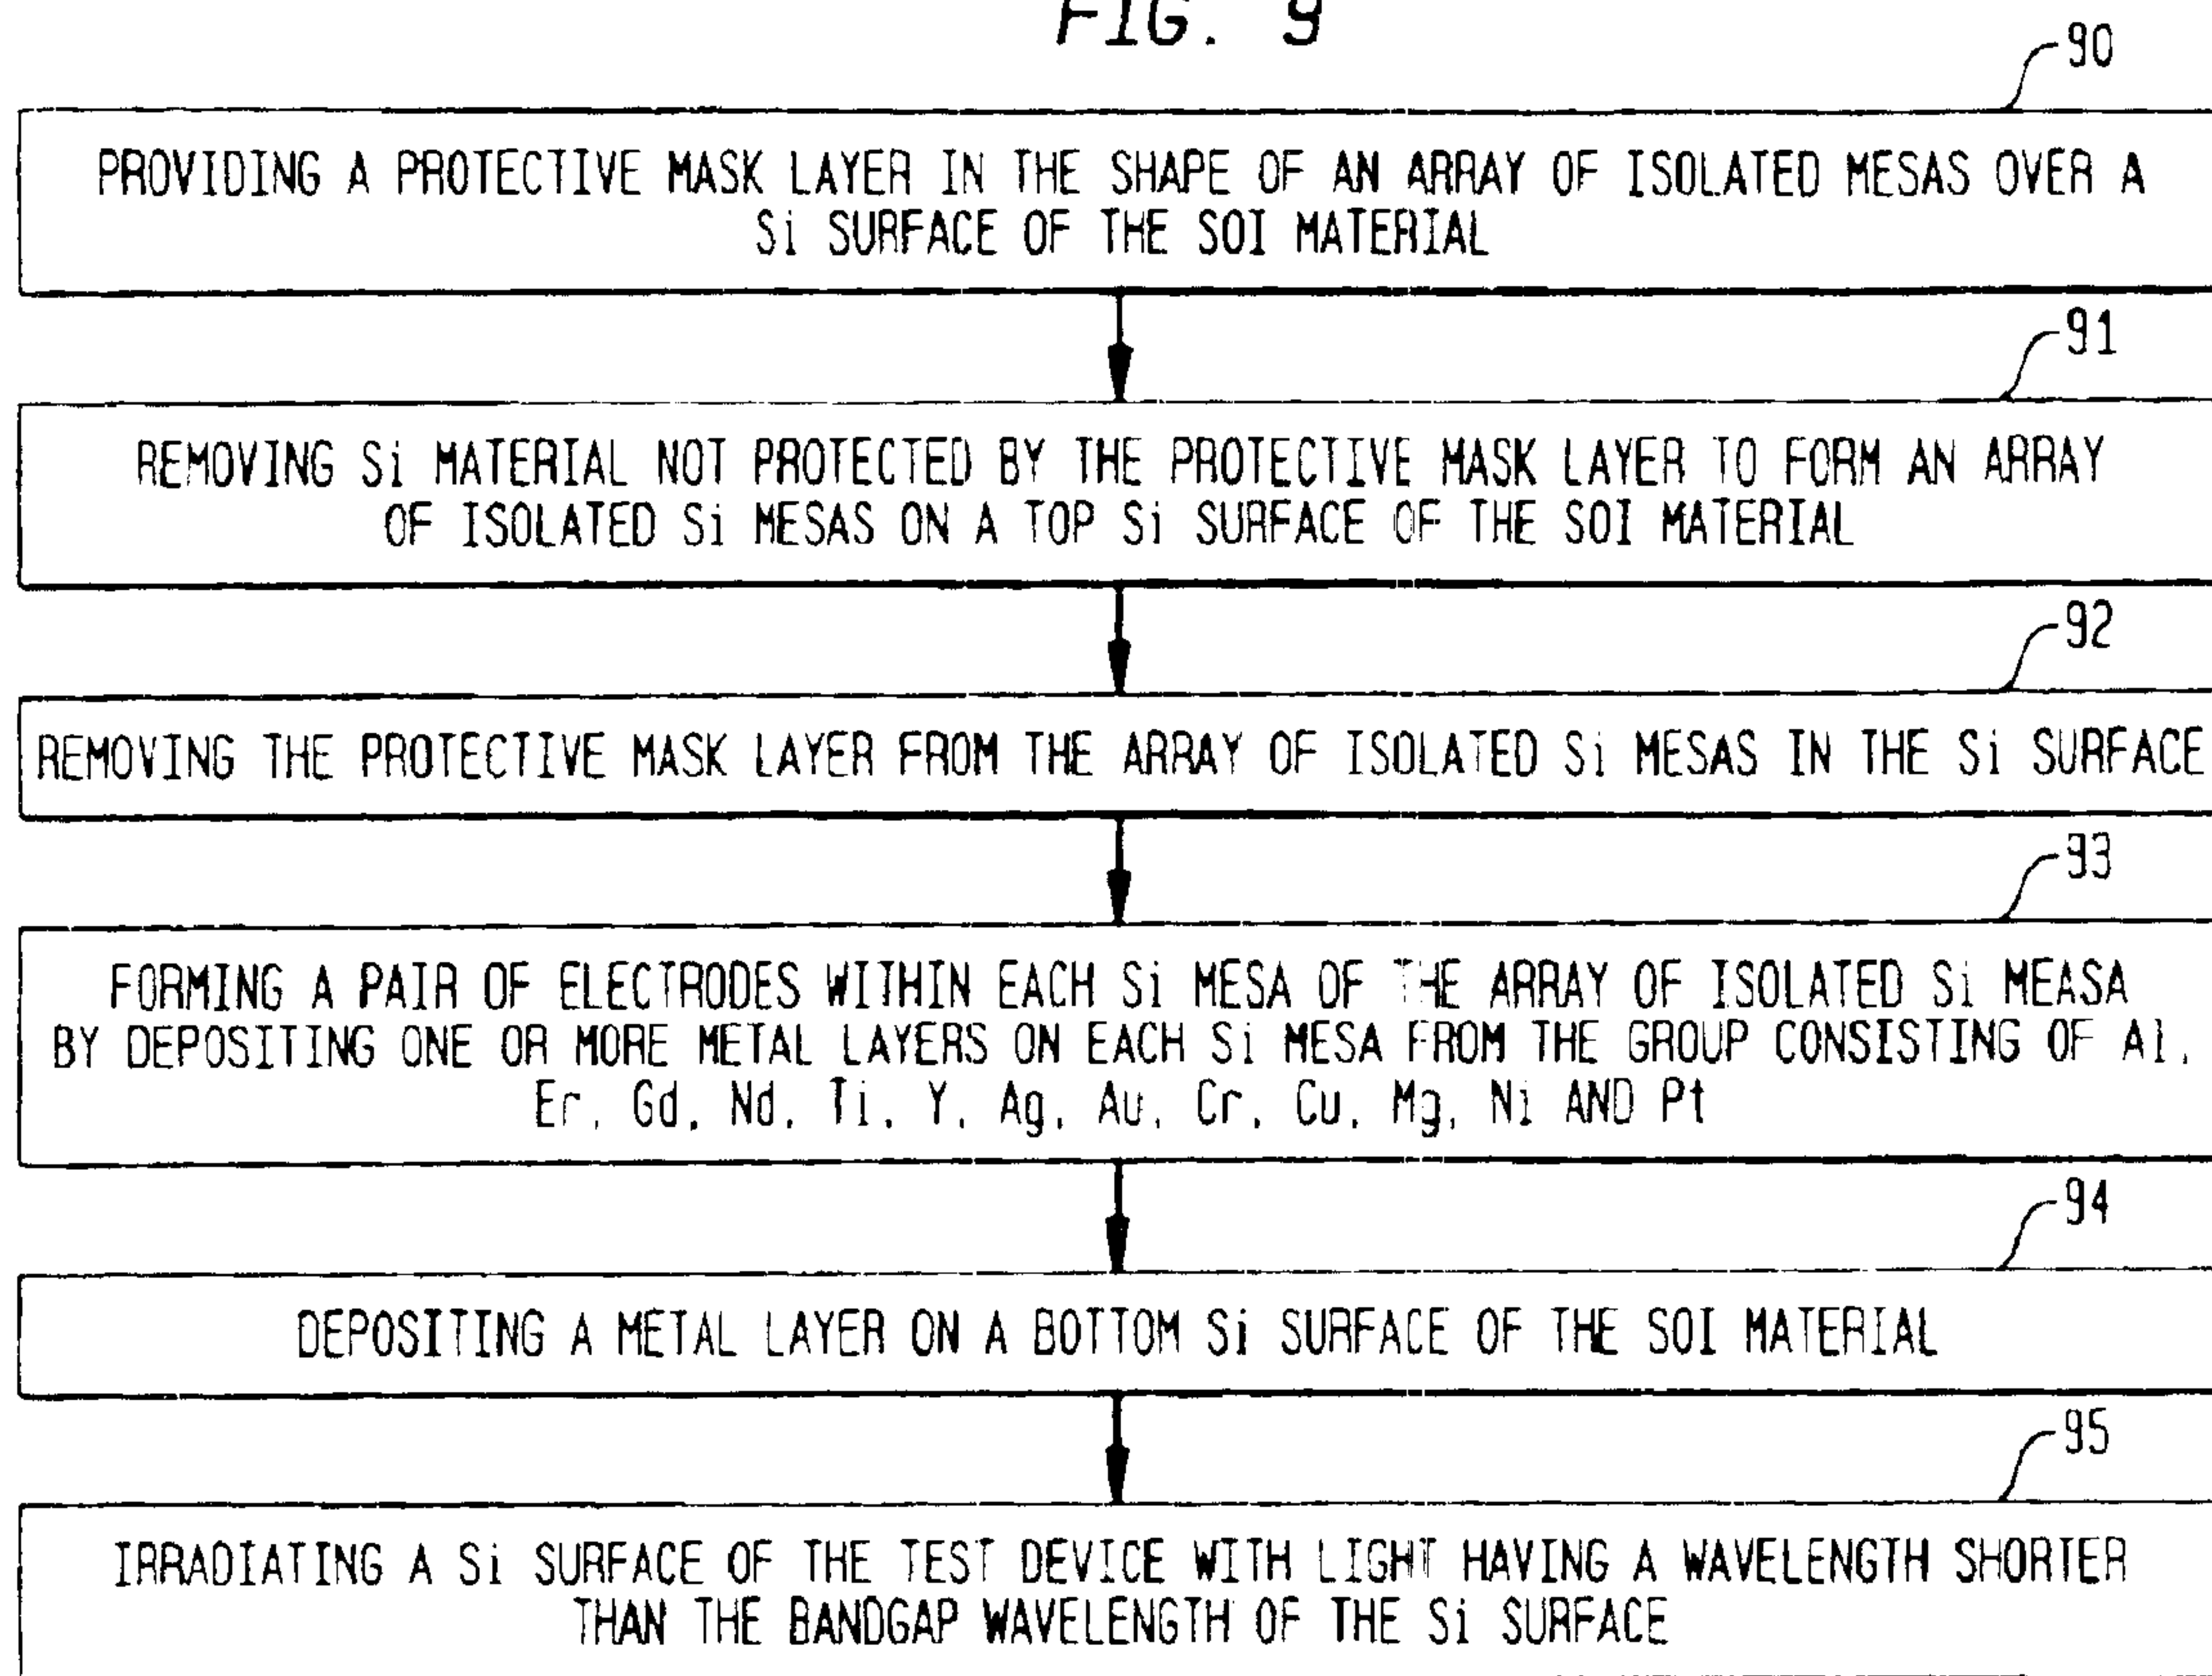 FIG. 9
90
PROVIDING A PROTECTIVE MASK LAYER IN THE SHAPE OF AN ARRAY OF ISOLATED MESAS OVER A
Si SURFACE OF THE SOI MATERIAL
91
REMOVING Si MATERIAL NOT PROTECTED BY THE PROTECTIVE MASK LAYER TO FORM AN ARRAY
OF ISOLATED Si MESAS ON A TOP Si SURFACE OF THE SOI MATERIAL
92
REMOVING THE PROTECTIVE MASK LAYER FROM THE ARRAY OF ISOLATED Si MESAS IN THE Si SURFACE
93
FORMING A PAIR OF ELECTRODES WITHIN EACH Si MESA OF THE ARRAY OF ISOLATED Si MEASA
BY DEPOSITING ONE OR MORE METAL LAYERS ON EACH Si MESA FROM THE GROUP CONSISTING OF Al,
Er, Gd, Nd, Ti, Y, Ag, Au, Cr, Cu, Mg, Ni AND Pt
94
DEPOSITING A METAL LAYER ON A BOTTOM Si SURFACE OF THE SOI MATERIAL
95
IRRADIATING A Si SURFACE OF THE TEST DEVICE WITH LIGHT HAVING A WAVELENGTH SHORTER
THAN THE BANDGAP WAVELENGTH OF THE Si SURFACE